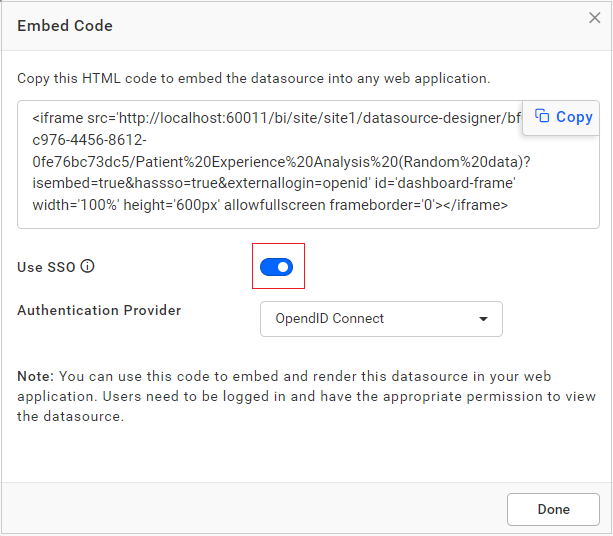 Embed Code
Copy this HTML code to embed the datasource into any web application.
<iframe src='http://localhost:60011/bi/site/site1/datasource-designer/bf
Copy
c976-4456-8612-
0fe76bc73dc5/Patient%20Experience%20Analysis%20(Random%20data)?
isembed=true&hassso=true&externallogin=openid' id='dashboard-frame'
width='100%' height='600px' allowfullscreen frameborder='0'></iframe>
Use SSO
Authentication Provider
OpendID Connect
Note: You can use this code to embed and render this datasource in your web
application. Users need to be logged in and have the appropriate permission to view
the datasource.
Done